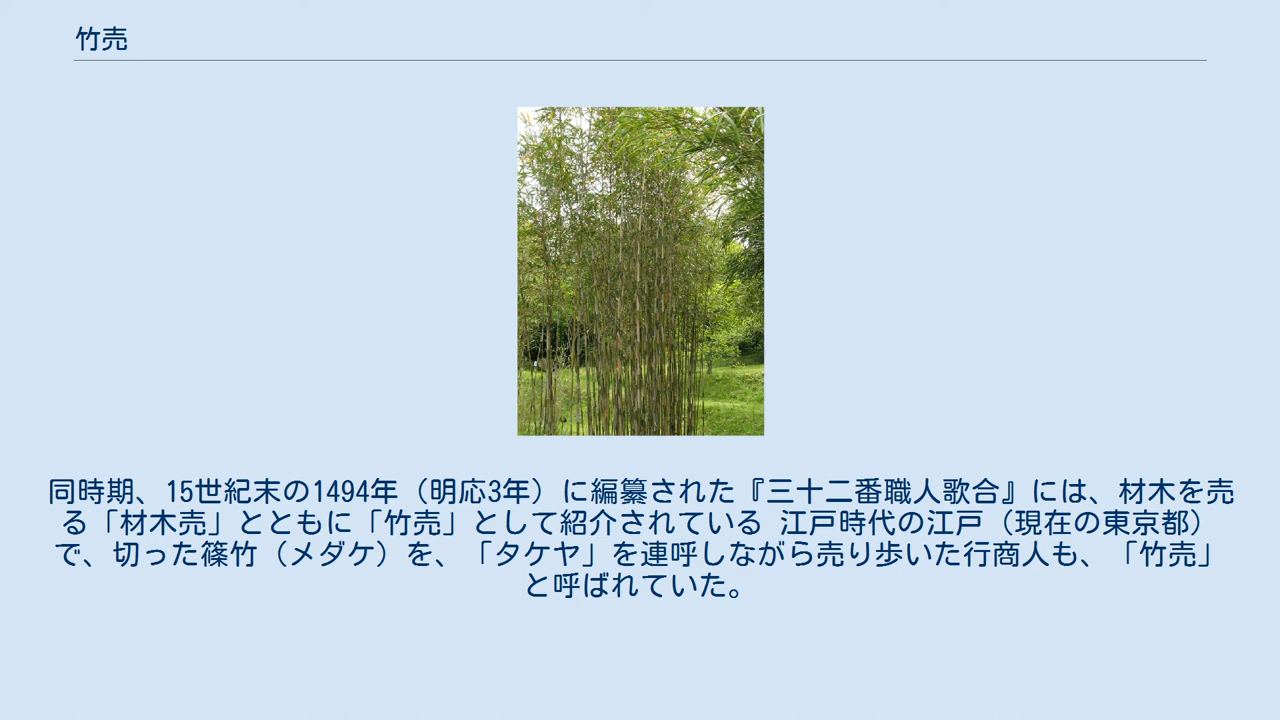 竹売
同時期、15世紀末の1494年（明応3年）に編纂された『三十二番職人歌合』には、材木を売
る「材木売」とともに「竹売」として紹介されている 江戸時代の江戸（現在の東京都）
で、切った篠竹（メダケ）を、「タケヤ」を連呼しながら売り歩いた行商人も、「竹売」
と呼ばれていた。